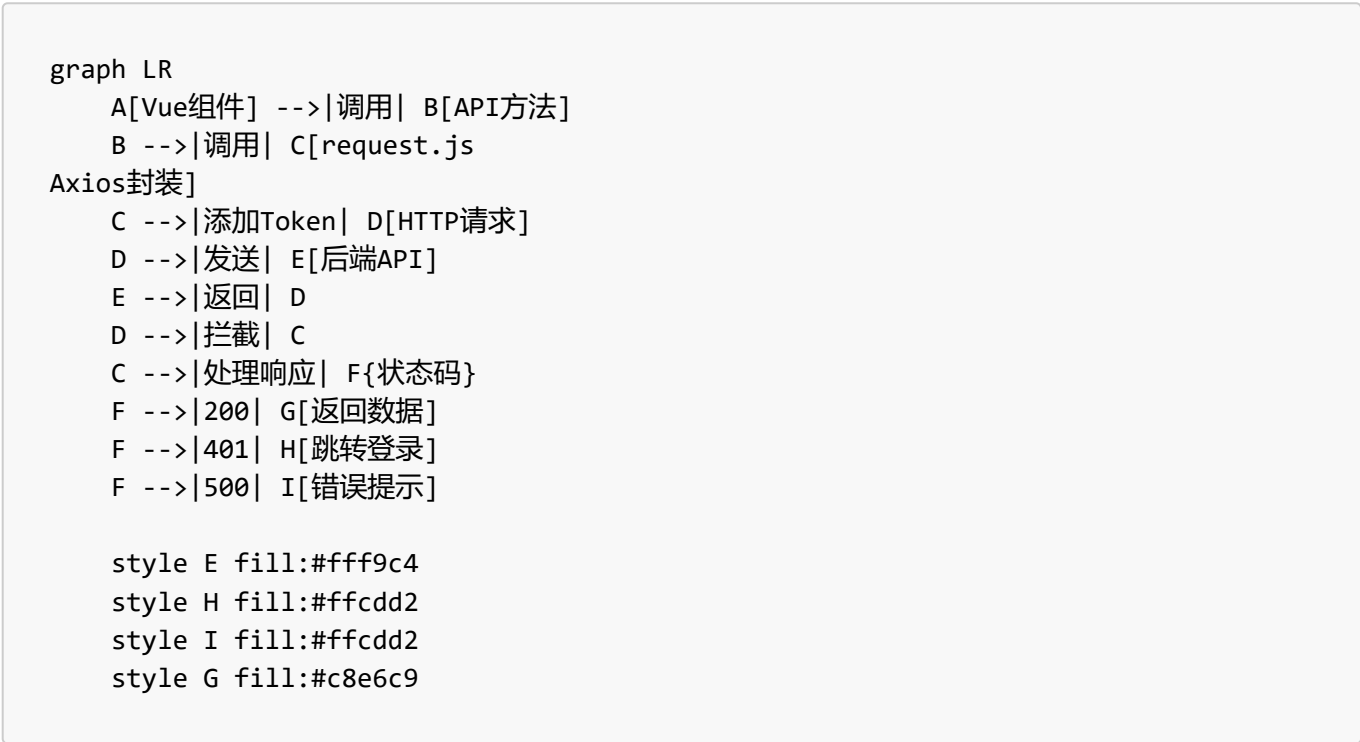 graph LR
    A[Vue组件] -->|调用| B[API方法]
    B -->|调用| C[request.js
Axios封装]
    C -->|添加Token| D[HTTP请求]
    D -->|发送| E[后端API]
    E -->|返回| D
    D -->|拦截| C
    C -->|处理响应| F{状态码}
    F -->|200| G[返回数据]
    F -->|401| H[跳转登录]
    F -->|500| I[错误提示]

    style E fill:#fff9c4
    style H fill:#ffcdd2
    style I fill:#ffcdd2
    style G fill:#c8e6c9